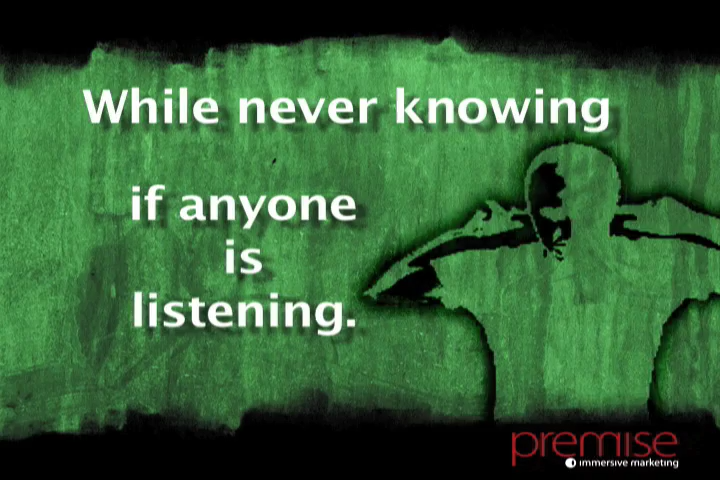 While never knowing
if anyone
is
listening.
premise
immersive marketing